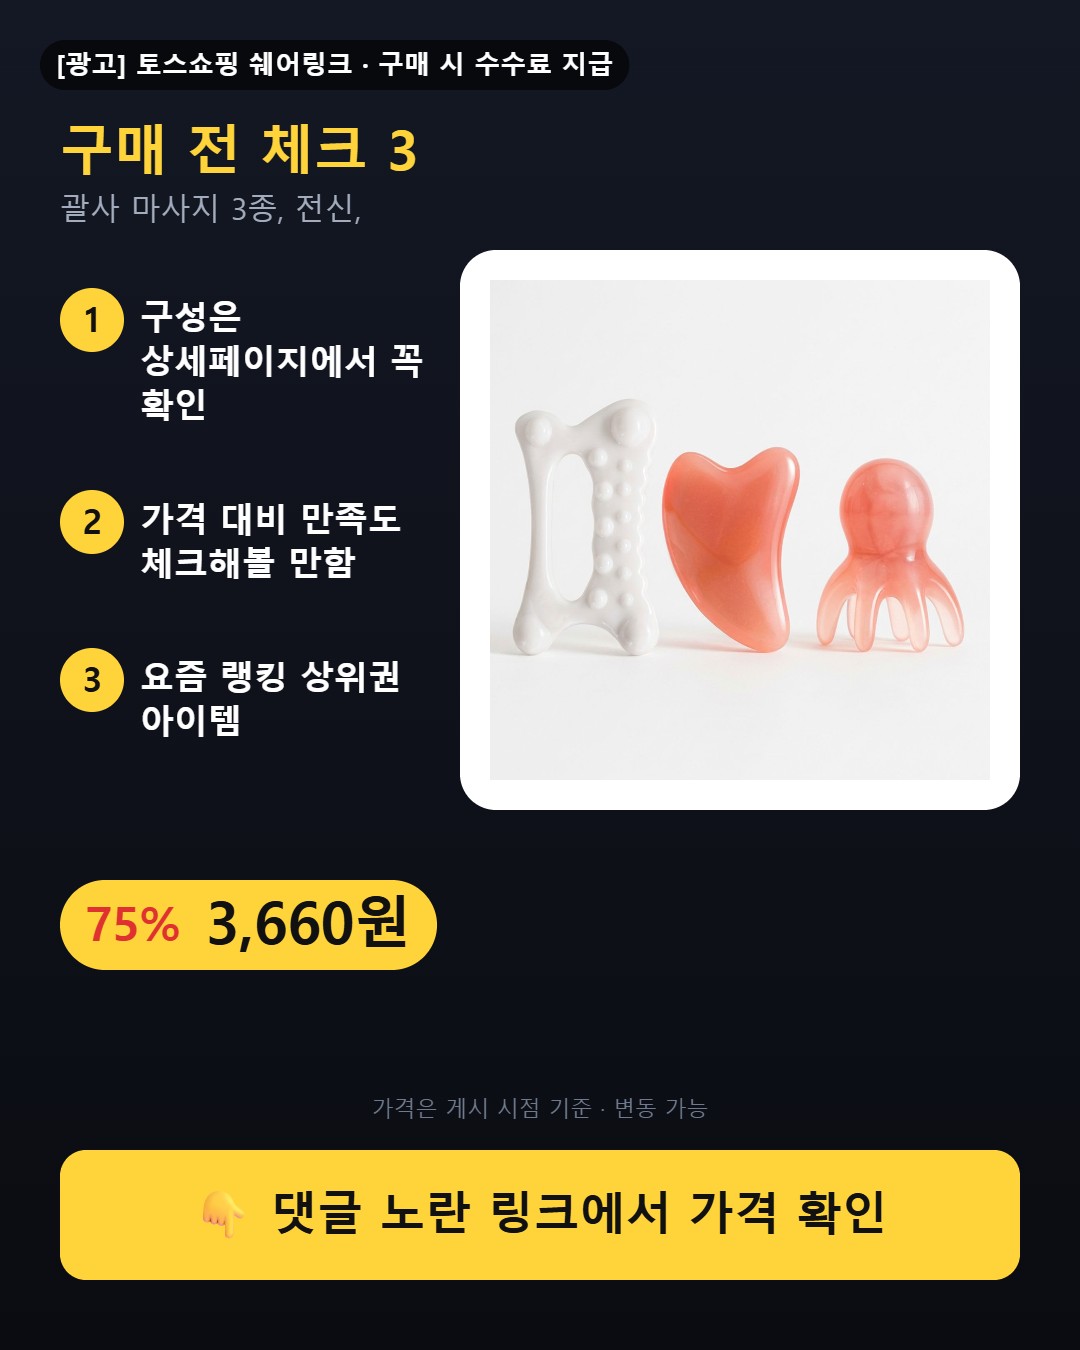 [광고] 토스쇼핑 쉐어링크 · 구매 시 수수료 지급
구매 전 체크 3
괄사 마사지 3종, 전신,
1 구성은
상세페이지에서 꼭
확인
2 가격 대비 만족도
체크해볼 만함
3 요즘 랭킹 상위권
아이템
75% 3,660원
가격은 게시 시점 기준 · 변동 가능
👇 댓글 노란 링크에서 가격 확인